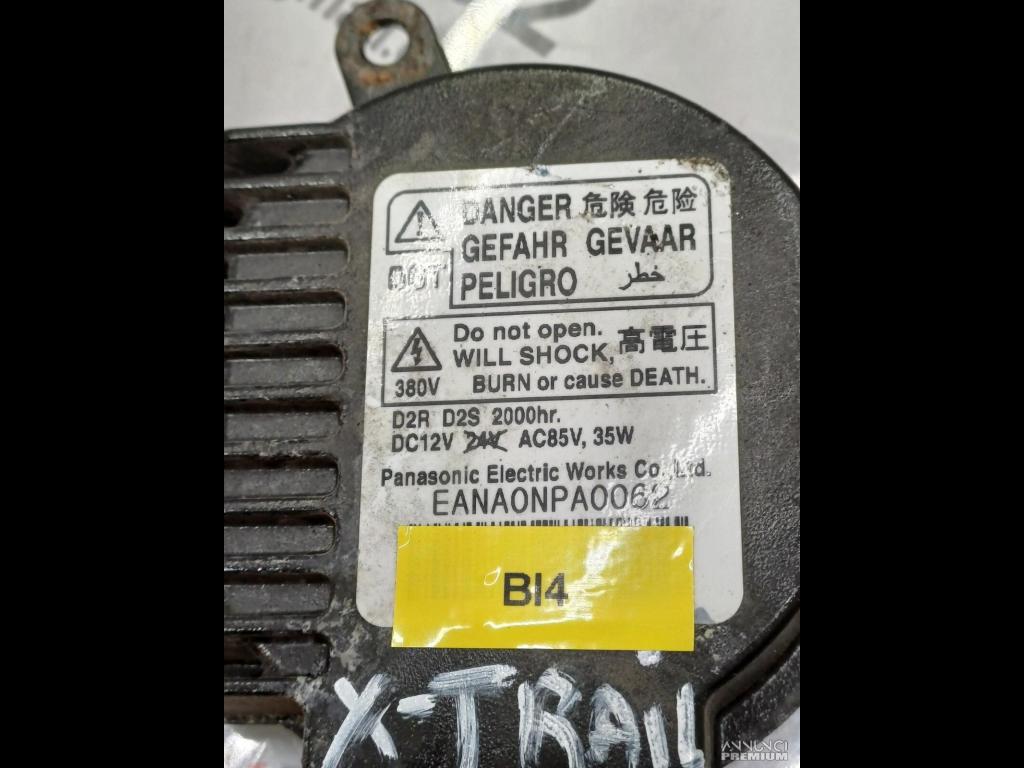 DANGER 危険 危险
GEFAHR GEVAAR
DOT PELIGRO خطر
Do not open. 高電圧
WILL SHOCK,
380V BURN or cause DEATH.
D2R D2S 2000hr.
DC12V 24V AC85V, 35W
Panasonic Electric Works Co., Ltd.
EANA0NPA0062
BI4
X-TRAIL
ANNUNCI
PREMIUM